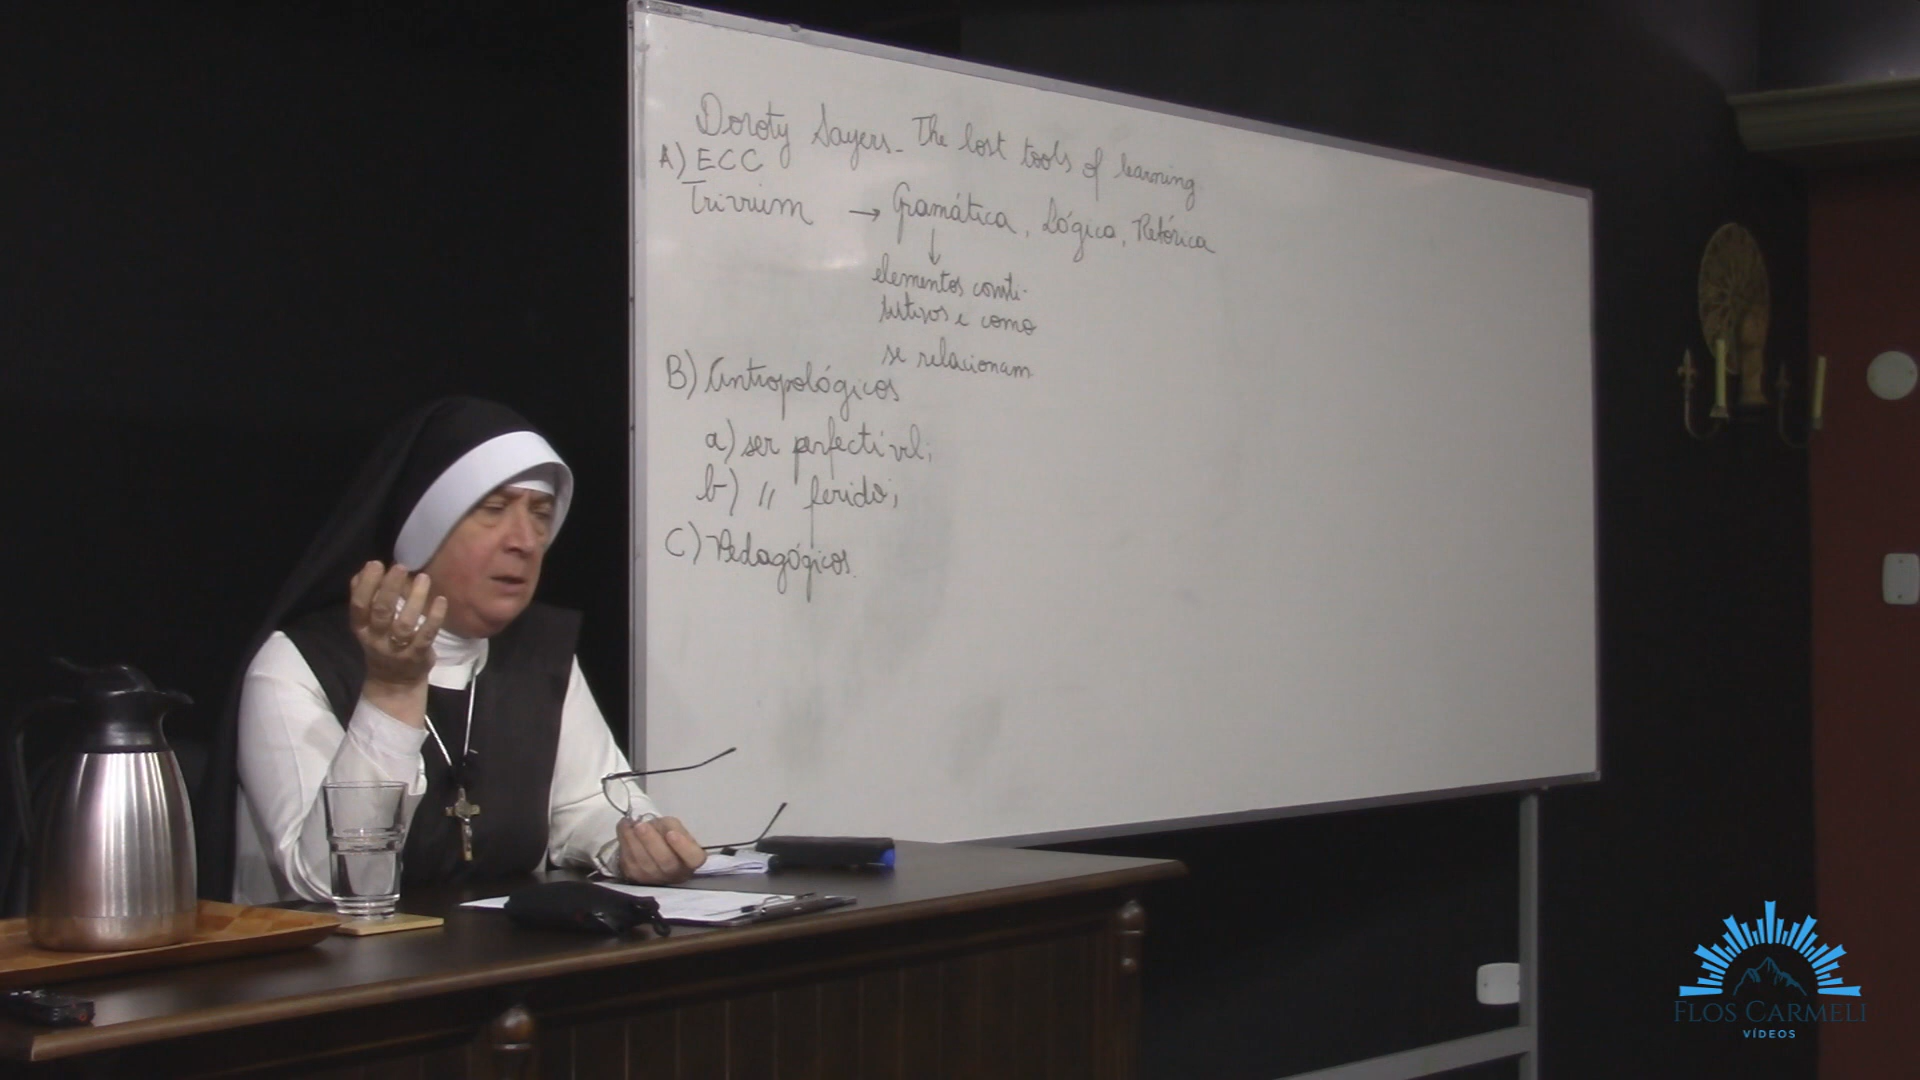 Doroty Sayers - The lost tools of learning
A) ECC
Trivium → Gramática, Lógica, Retórica
↓
elementos consti-
tutivos e como
se relacionam
B) Antropológicos
a) ser perfectível;
b) " ferido;
C) Pedagógicos.
FLOS CARMELI
VÍDEOS